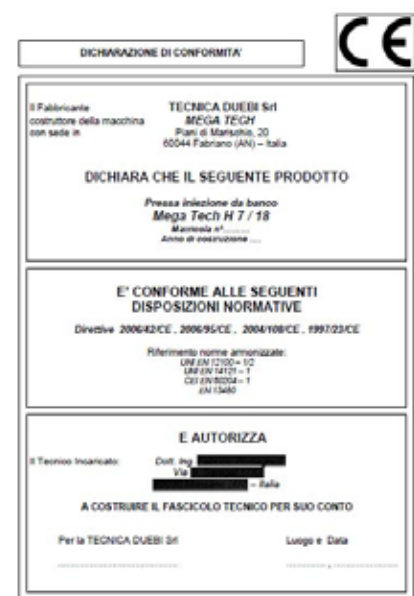 CE
DICHIARAZIONE DI CONFORMITA'
Il Fabbricante TECNICA DUEBI Srl
costruttore della macchina MEGA TECH
con sede in Piani di Marischio, 20
60044 Fabriano (AN) – Italia
DICHIARA CHE IL SEGUENTE PRODOTTO
Pressa iniezione da banco
Mega Tech H 7 / 18
Matricola n°.........
Anno di costruzione ....
E' CONFORME ALLE SEGUENTI
DISPOSIZIONI NORMATIVE
Direttive 2006/42/CE , 2006/95/CE , 2004/108/CE , 1997/23/CE
Riferimento norme armonizzate:
UNI EN 12100 – 1/2
UNI EN 14121 – 1
CEI EN 60204 – 1
EN
E AUTORIZZA
Il Tecnico Insaricato: Dott. Ing
Via
– Italia
A COSTRUIRE IL FASCICOLO TECNICO PER SUO CONTO
Per la TECNICA DUEBI Srl Luogo e Data